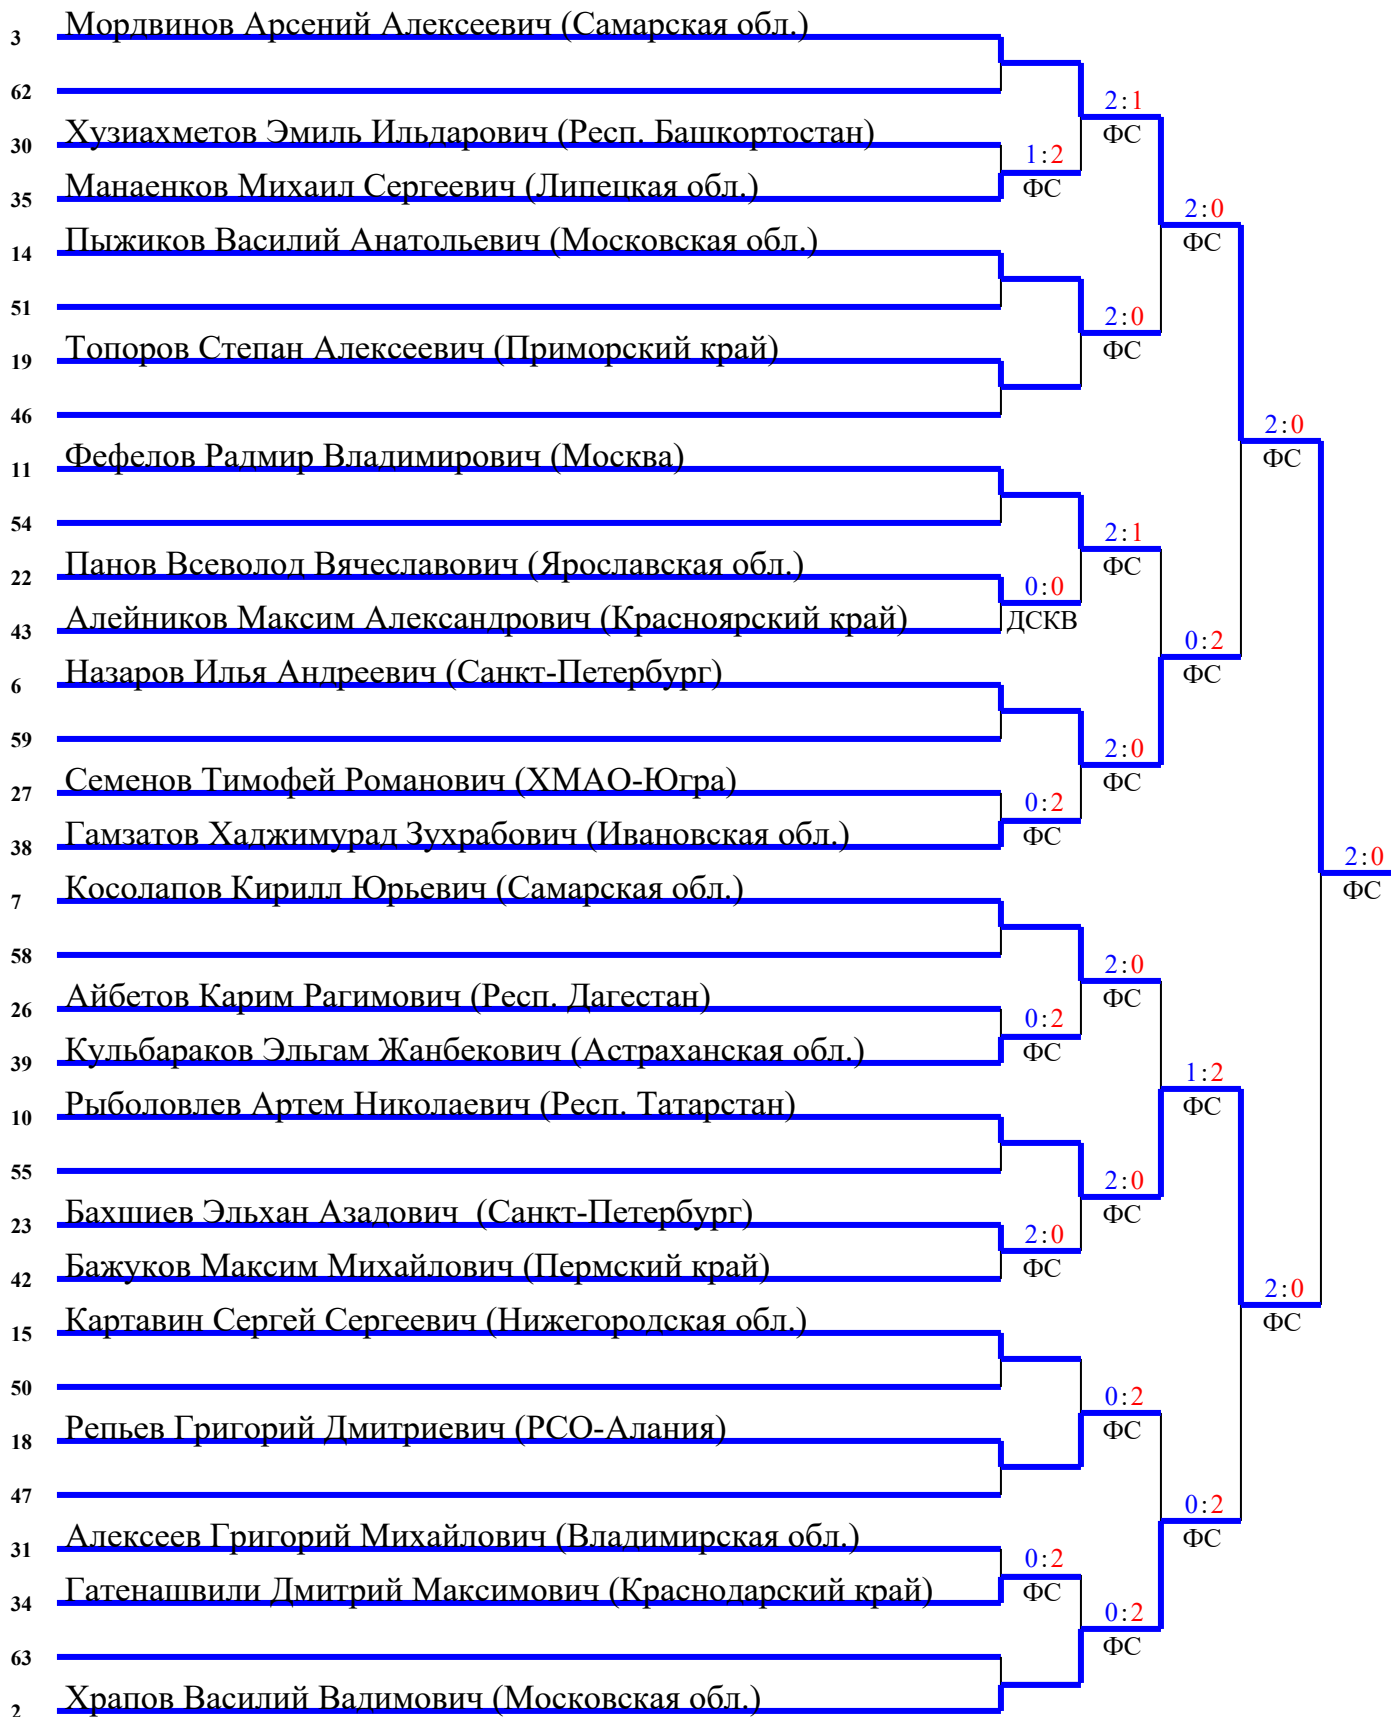 Мордвинов Арсений Алексеевич (Самарская обл.)
3
62
2:1
Хузиахметов Эмиль Ильдарович (Респ. Башкортостан)
ФС
30
1:2
Манаенков Михаил Сергеевич (Липецкая обл.)
ФС
35
2:0
Пыжиков Василий Анатольевич (Московская обл.)
ФС
14
51
2:0
Топоров Степан Алексеевич (Приморский край)
ФС
19
46
2:0
Фефелов Радмир Владимирович (Москва)
ФС
11
54
2:1
Панов Всеволод Вячеславович (Ярославская обл.)
ФС
22
0:0
Алейников Максим Александрович (Красноярский край)
ДСКВ
43
0:2
Назаров Илья Андреевич (Санкт-Петербург)
ФС
6
59
2:0
Семенов Тимофей Романович (ХМАО-Югра)
ФС
27
0:2
Гамзатов Хаджимурад Зухрабович (Ивановская обл.)
ФС
38
2:0
Косолапов Кирилл Юрьевич (Самарская обл.)
ФС
7
58
2:0
Айбетов Карим Рагимович (Респ. Дагестан)
ФС
26
0:2
Кульбараков Эльгам Жанбекович (Астраханская обл.)
ФС
39
1:2
Рыболовлев Артем Николаевич (Респ. Татарстан)
ФС
10
55
2:0
Бахшиев Эльхан Азадович (Санкт-Петербург)
ФС
23
2:0
Бажуков Максим Михайлович (Пермский край)
ФС
42
2:0
Картавин Сергей Сергеевич (Нижегородская обл.)
ФС
15
50
0:2
Репьев Григорий Дмитриевич (РСО-Алания)
ФС
18
47
0:2
Алексеев Григорий Михайлович (Владимирская обл.)
ФС
31
0:2
Гатенашвили Дмитрий Максимович (Краснодарский край)
ФС
34
0:2
ФС
63
Храпов Василий Вадимович (Московская обл.)
2